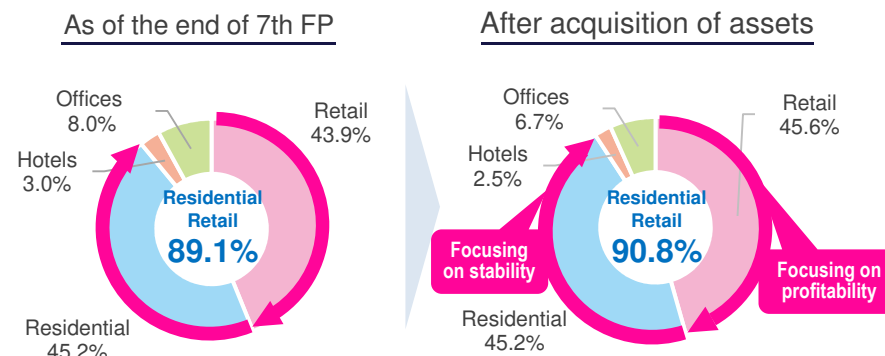 As of the end of 7th FP
Offices
8.0%
Retail
43.9%
Hotels
3.0%
Residential
Retail
89.1%
Residential
45.2%
After acquisition of assets
Offices
6.7%
Retail
45.6%
Hotels
2.5%
Residential
Retail
90.8%
Focusing
on stability
Focusing on
profitability
Residential
45.2%